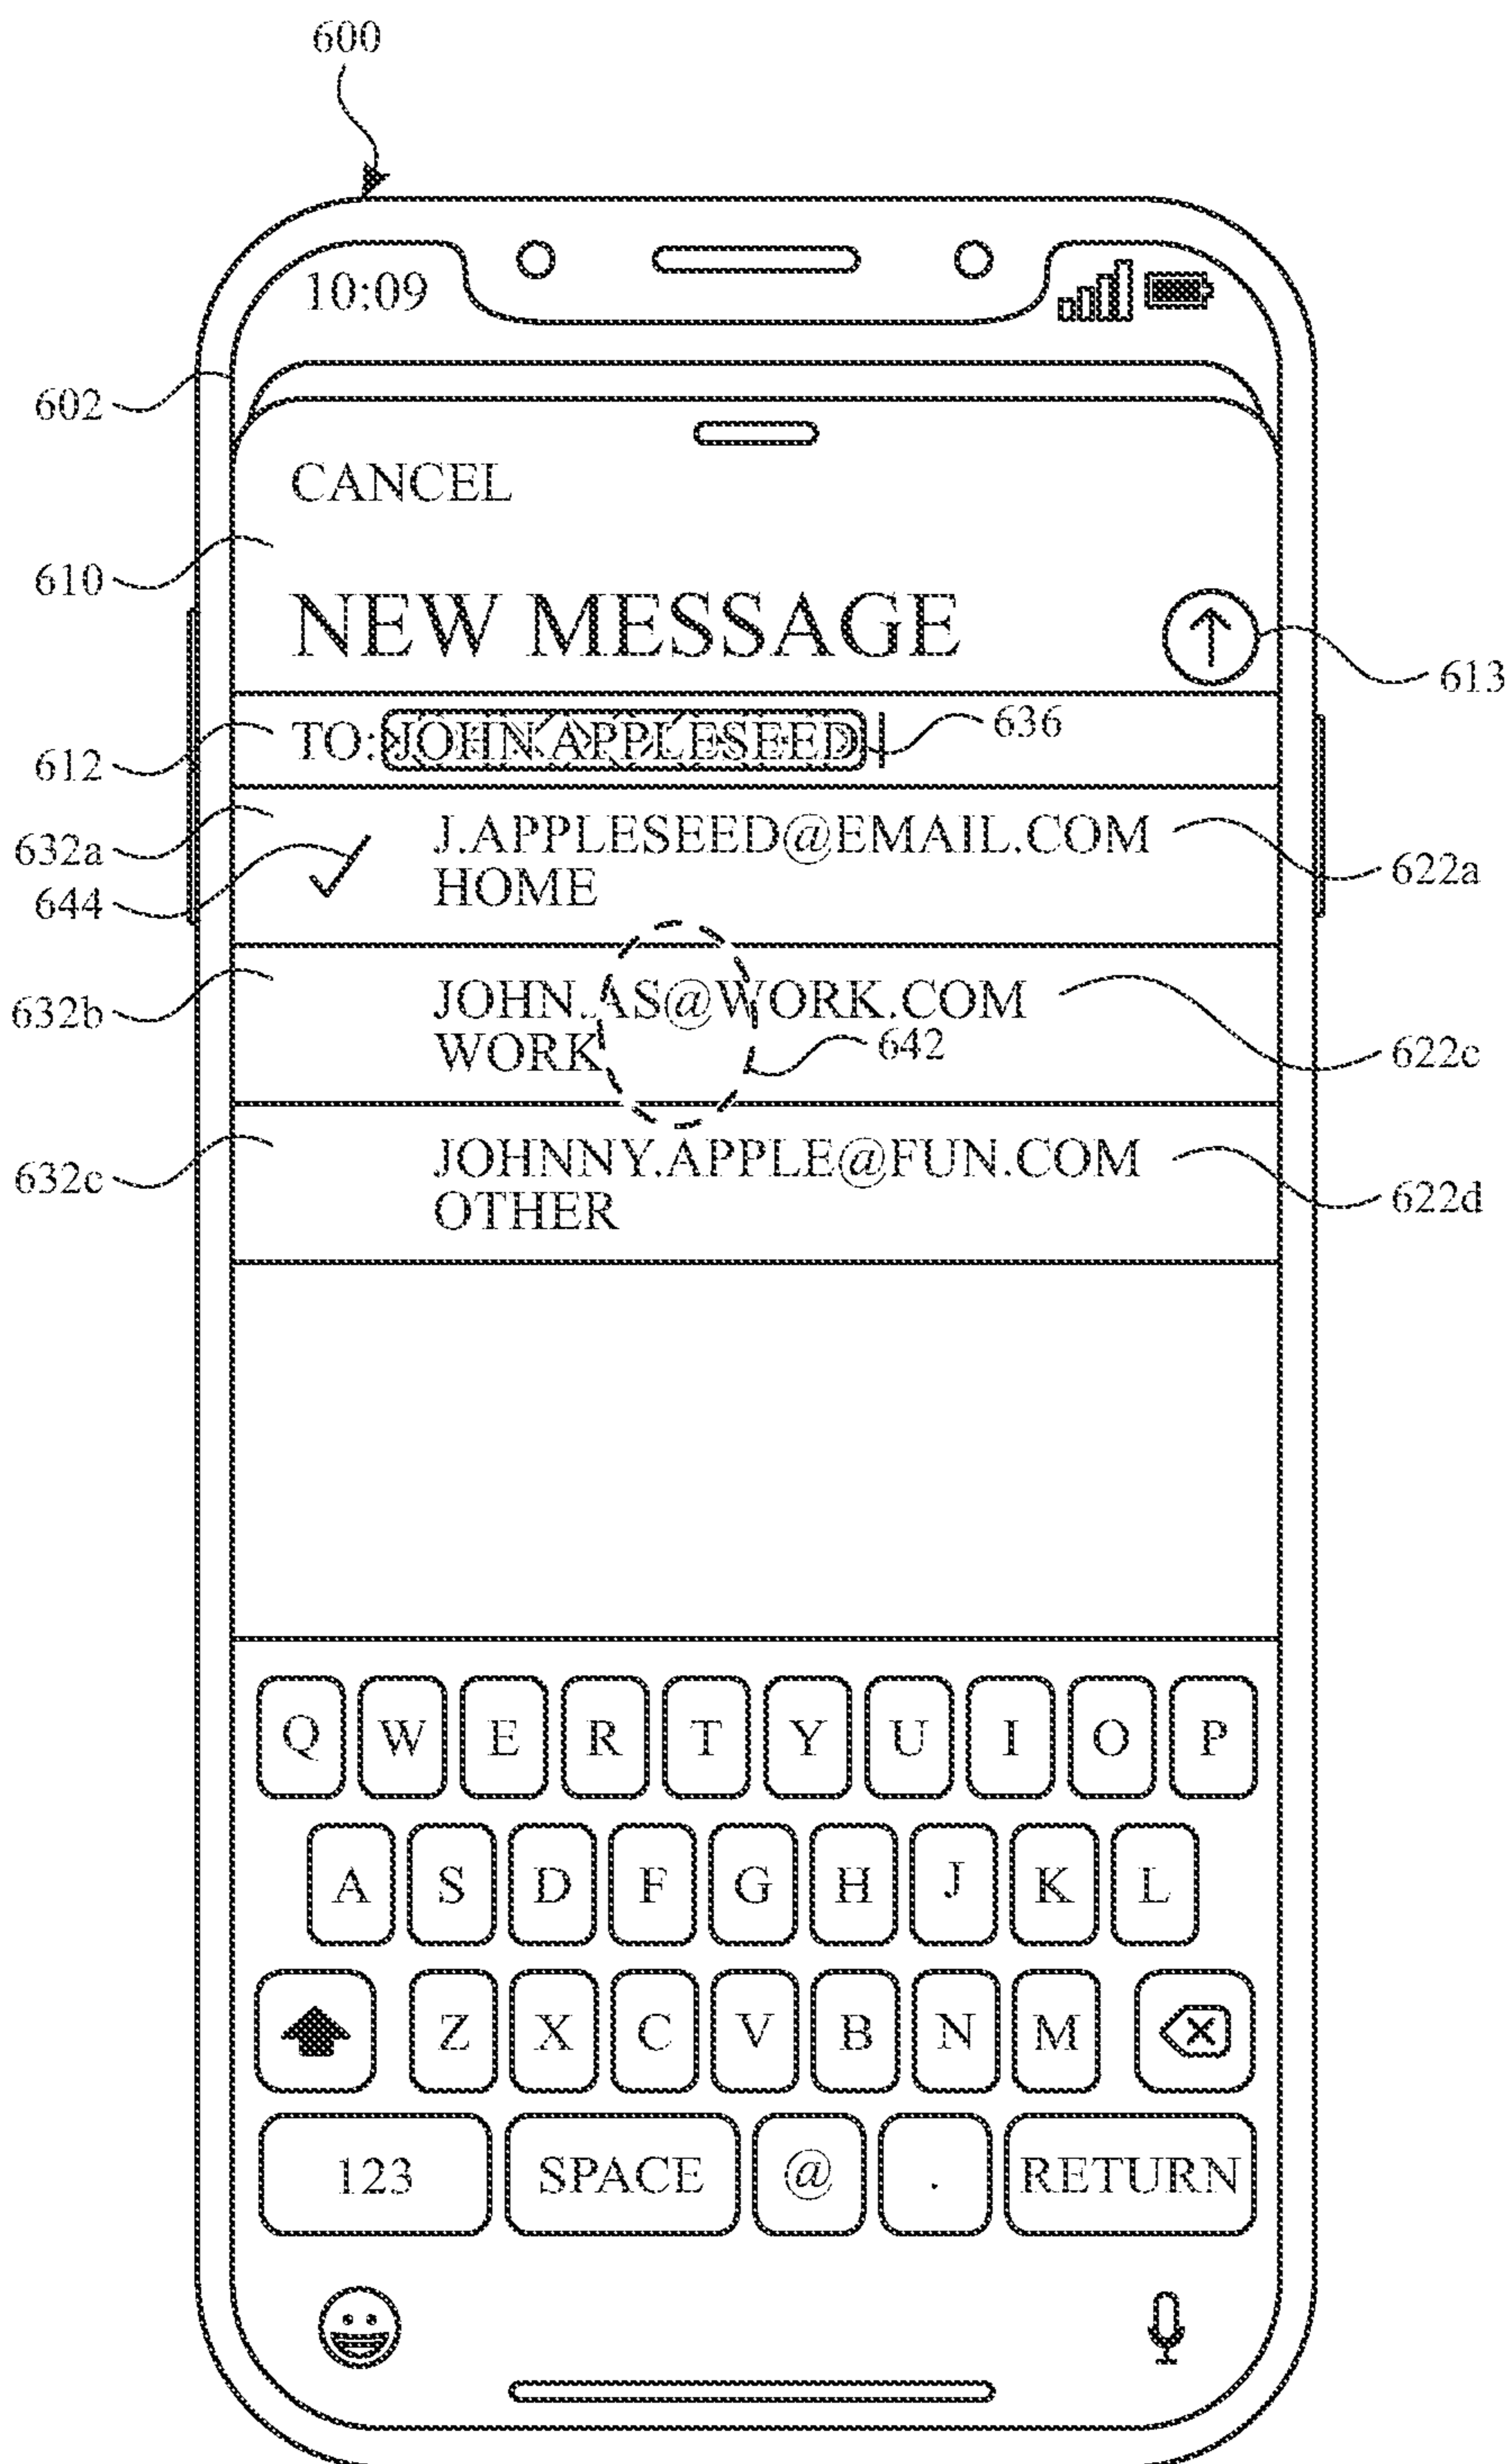 600
10:09
602
CANCEL
610
NEW MESSAGE
613
612
TO: JOHN APPLESEED
636
632a
J.APPLESEED@EMAIL.COM
622a
644
HOME
632b
JOHN.AS@WORK.COM
622c
WORK
642
632c
JOHNNY.APPLE@FUN.COM
622d
OTHER
Q W E R T Y U I O P
A S D F G H J K L
Z X C V B N M
123 SPACE @ . RETURN